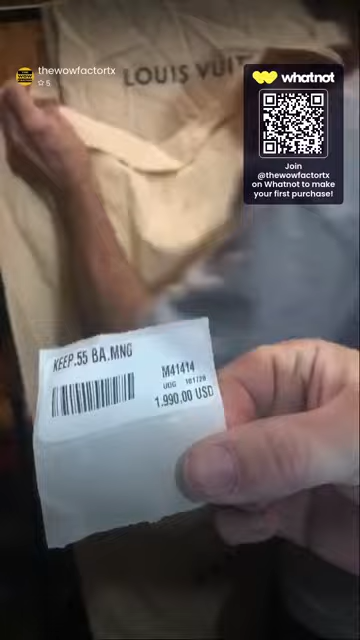 thewowfactortx
☆ 5
LOUIS VUIT
whatnot
Join
@thewowfactortx
on Whatnot to make
your first purchase!
KEEP.55 BA.MNG
M41414
1.990.00 USD